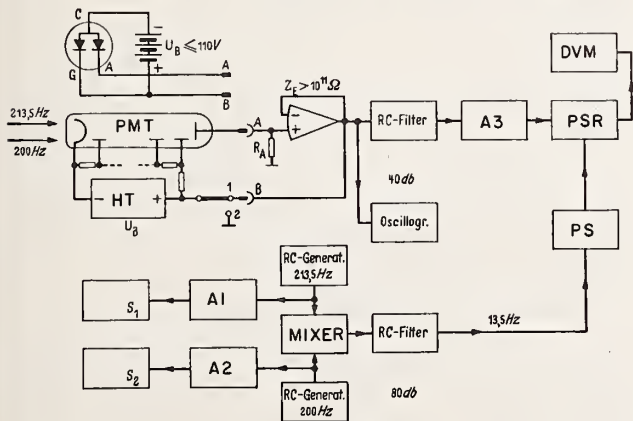 C
G
A
−
+
U_B ≤ 110V
A
B
213,5Hz
200Hz
PMT
A
R_A
Z_E > 10^11 Ω
−
+
RC-Filter
A3
PSR
DVM
40db
Oscillogr.
PS
− HT +
U_B
1
2
B
RC-Generat.
213,5Hz
S_1
A1
MIXER
RC-Filter
13,5Hz
S_2
A2
RC-Generat.
200Hz
80db